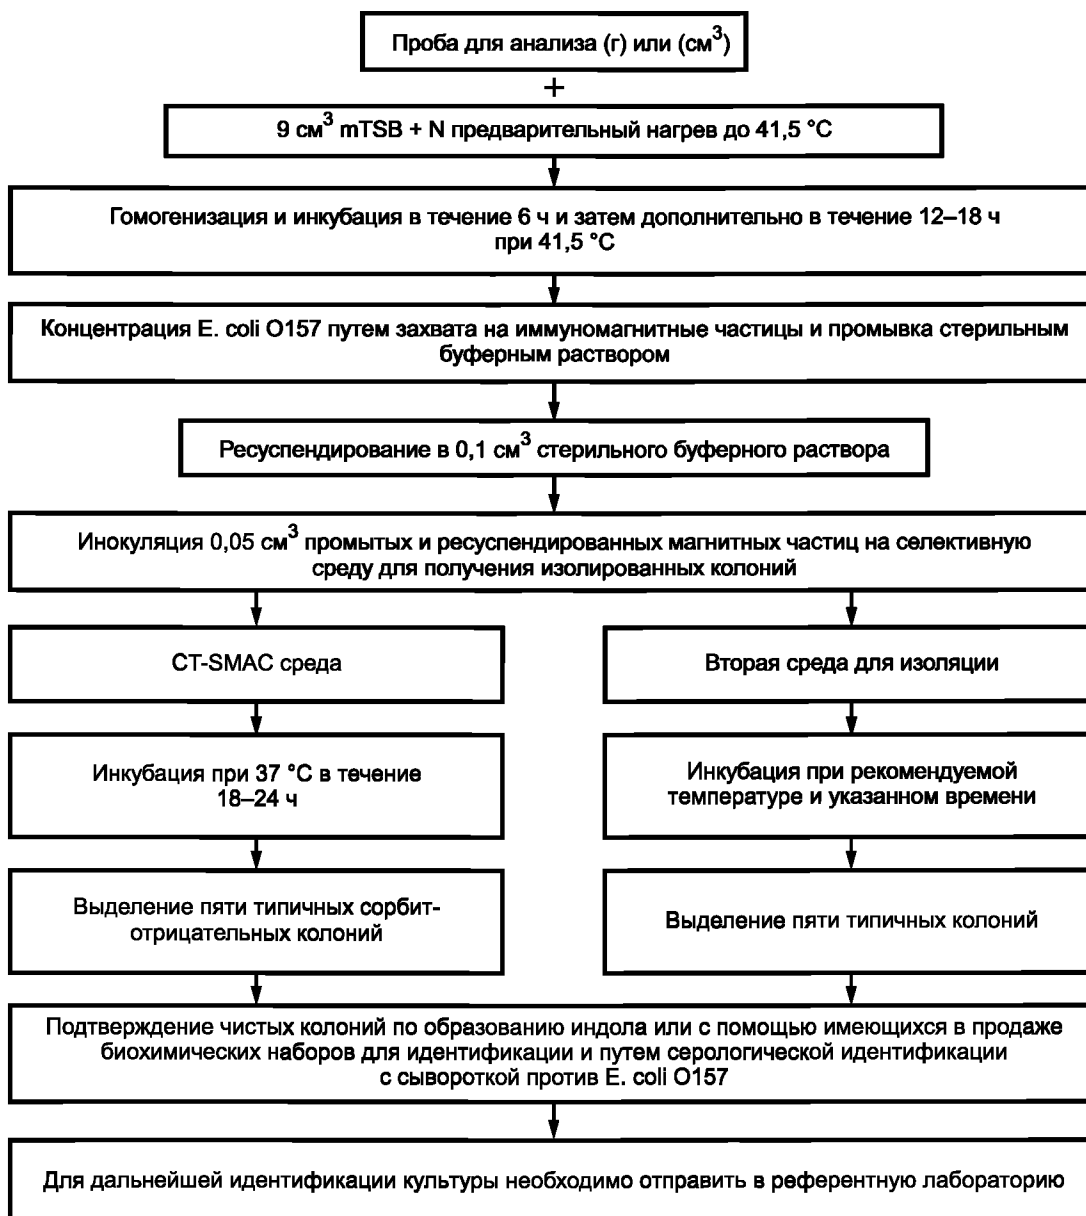 Проба для анализа (г) или (см³)
+
9 см³ mTSB + N предварительный нагрев до 41,5 °C
Гомогенизация и инкубация в течение 6 ч и затем дополнительно в течение 12–18 ч
при 41,5 °C
Концентрация E. coli O157 путем захвата на иммуномагнитные частицы и промывка стерильным
буферным раствором
Ресуспендирование в 0,1 см³ стерильного буферного раствора
Инокуляция 0,05 см³ промытых и ресуспендированных магнитных частиц на селективную
среду для получения изолированных колоний
CT-SMAC среда
Вторая среда для изоляции
Инкубация при 37 °C в течение
18–24 ч
Инкубация при рекомендуемой
температуре и указанном времени
Выделение пяти типичных сорбит-
отрицательных колоний
Выделение пяти типичных колоний
Подтверждение чистых колоний по образованию индола или с помощью имеющихся в продаже
биохимических наборов для идентификации и путем серологической идентификации
с сывороткой против E. coli O157
Для дальнейшей идентификации культуры необходимо отправить в референтную лабораторию